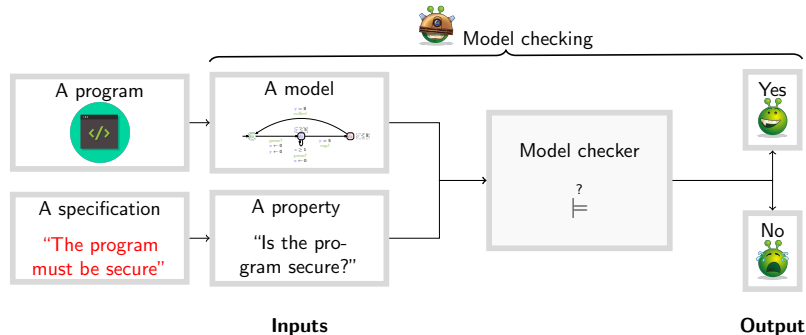 Model checking
A program
A model
Yes
</>
Model checker
?
⊨
A specification
A property
No
“The program
must be secure”
“Is the pro-
gram secure?”
Inputs
Output